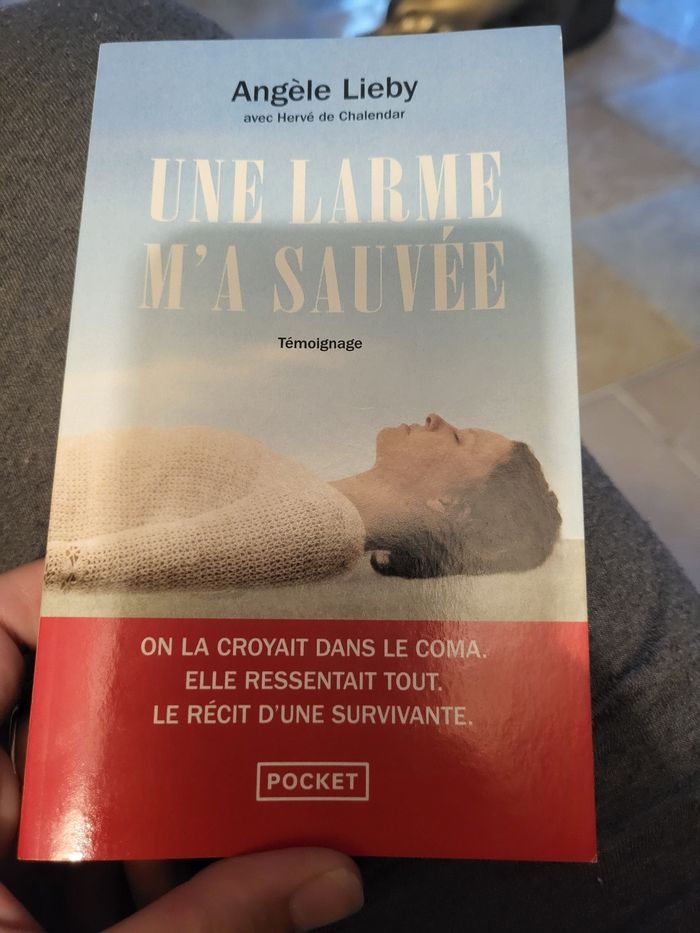 Angèle Lieby
avec Hervé de Chalendar
UNE LARME
M'A SAUVÉE
Témoignage
ON LA CROYAIT DANS LE COMA.
ELLE RESSENTAIT TOUT.
LE RÉCIT D'UNE SURVIVANTE.
POCKET